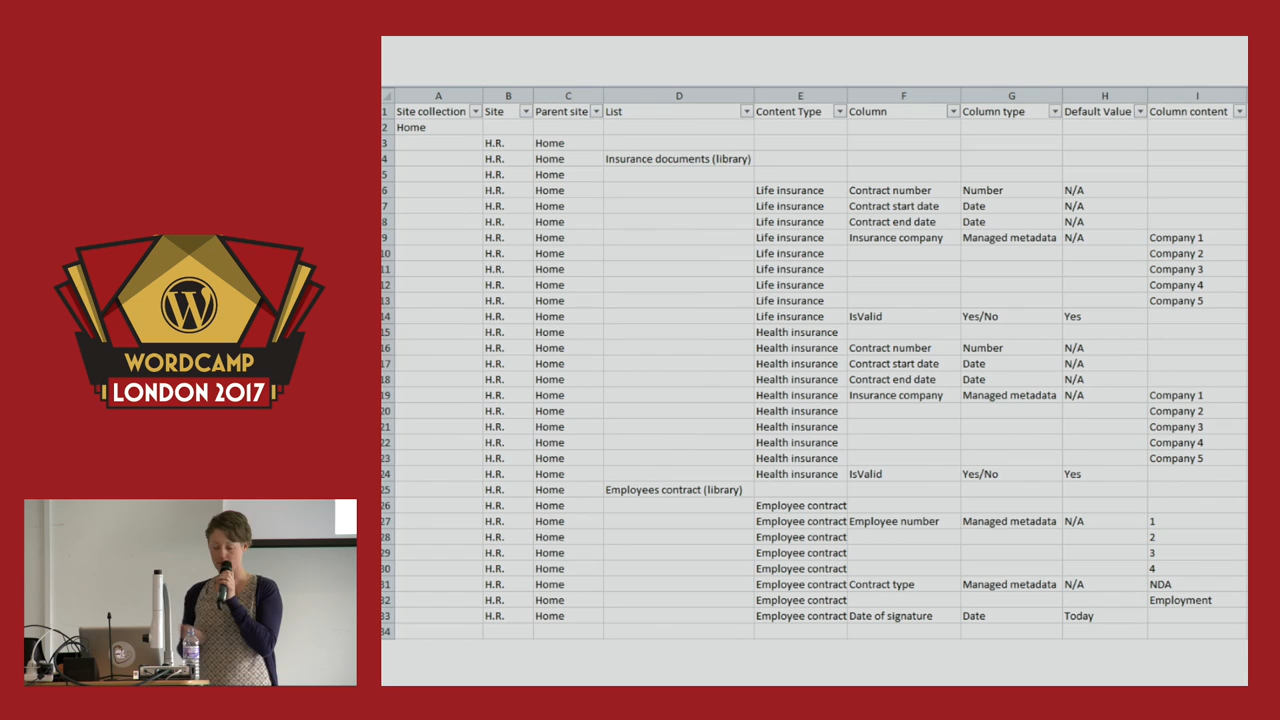 A B C D E F G H I
1 Site collection Site Parent site List Content Type Column Column type Default Value Column content
2 Home
3 H.R. Home
4 H.R. Home Insurance documents (library)
5 H.R. Home
6 H.R. Home Life insurance Contract number Number N/A
7 H.R. Home Life insurance Contract start date Date N/A
8 H.R. Home Life insurance Contract end date Date N/A
9 H.R. Home Life insurance Insurance company Managed metadata N/A Company 1
10 H.R. Home Life insurance Company 2
11 H.R. Home Life insurance Company 3
12 H.R. Home Life insurance Company 4
13 H.R. Home Life insurance Company 5
14 H.R. Home Life insurance IsValid Yes/No Yes
15 H.R. Home Health insurance
16 H.R. Home Health insurance Contract number Number N/A
17 H.R. Home Health insurance Contract start date Date N/A
18 H.R. Home Health insurance Contract end date Date N/A
19 H.R. Home Health insurance Insurance company Managed metadata N/A Company 1
20 H.R. Home Health insurance Company 2
21 H.R. Home Health insurance Company 3
22 H.R. Home Health insurance Company 4
23 H.R. Home Health insurance Company 5
24 H.R. Home Health insurance IsValid Yes/No Yes
25 H.R. Home Employees contract (library)
26 H.R. Home Employee contract
27 H.R. Home Employee contract Employee number Managed metadata N/A 1
28 H.R. Home Employee contract 2
29 H.R. Home Employee contract 3
30 H.R. Home Employee contract 4
31 H.R. Home Employee contract Contract type Managed metadata N/A NDA
32 H.R. Home Employee contract Employment
33 H.R. Home Employee contract Date of signature Date Today
34
W
WORDCAMP
LONDON 2017